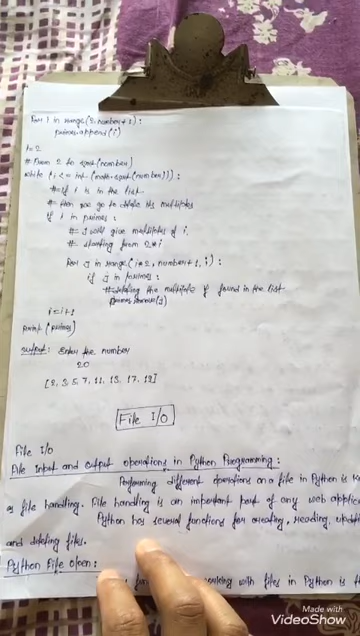 for i in range(2, number+1):
primes.append(i)
i=2
# From 2 to sqrt(number)
while (i <= int (math.sqrt(number))):
# if i is in the list
# then we go to delete its multiples
if i in primes:
# J will give multiples of i,
# starting from 2*i
for j in range(i*2, number+1, i):
if j in primes:
# deleting the multiple if found in the list
primes.remove(j)
i=i+1
print (primes)
output: Enter the number
20
[2, 3, 5, 7, 11, 13, 17, 19]
File I/O
File I/O
File Input and output operations in Python Programming:
Performing different operations on a file in Python is
as file handling. File handling is an important part of any web
Python has several functions for creating, reading,
and deleting files.
Python File open:
working with files in Python is
Made with
VideoShow